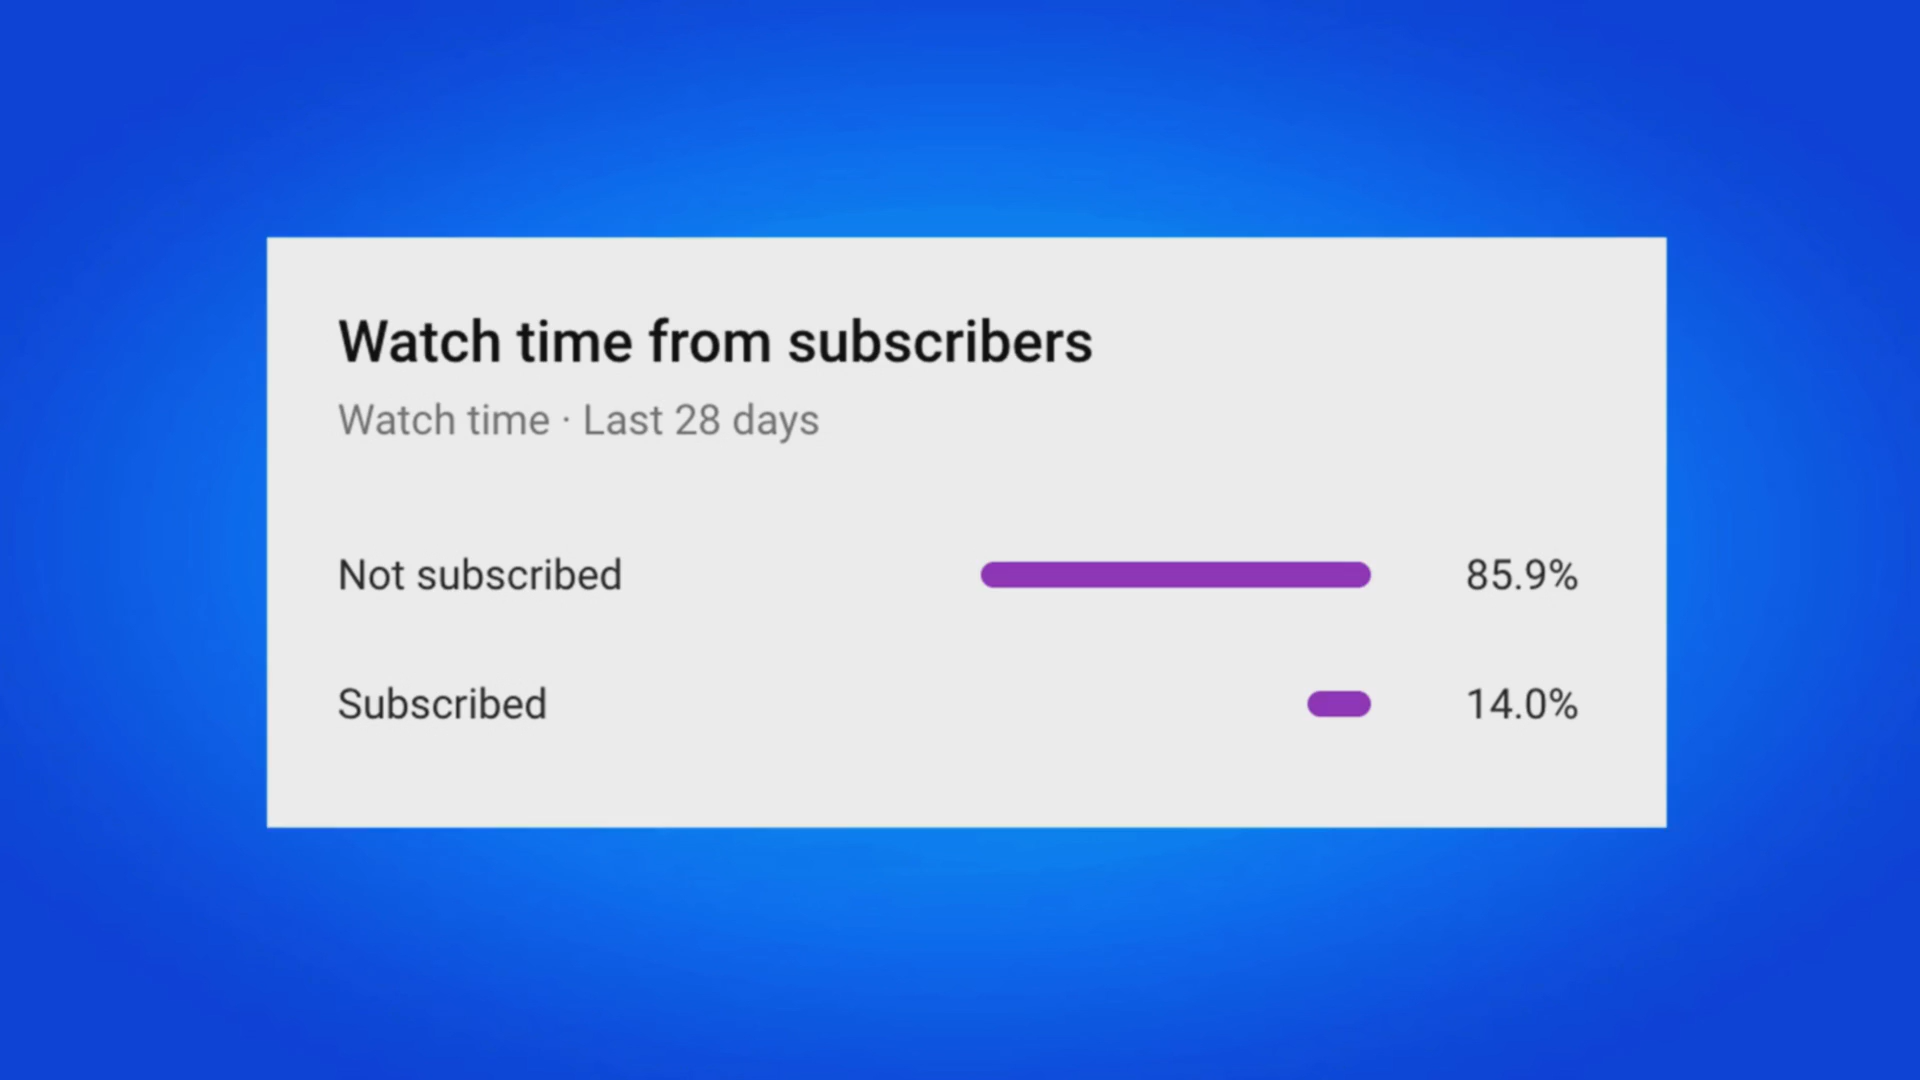 Watch time from subscribers
Watch time · Last 28 days
Not subscribed 85.9%
Subscribed 14.0%